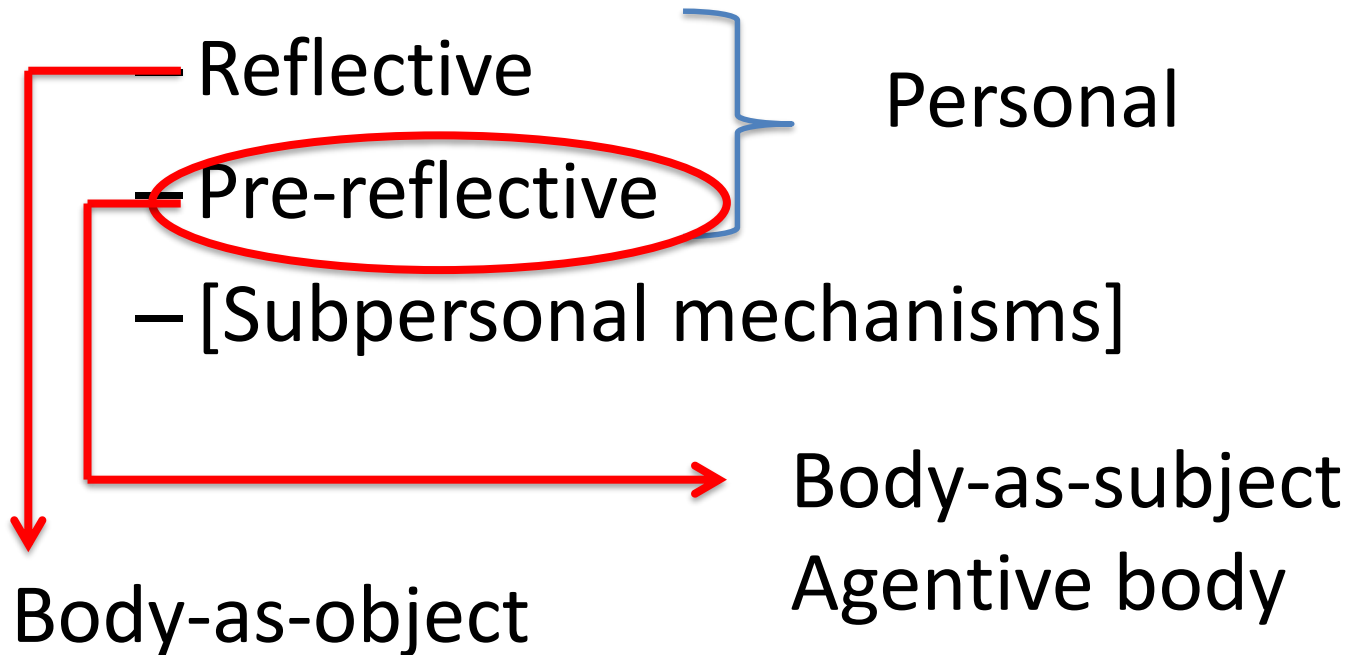 – Reflective
Personal
– Pre-reflective
– [Subpersonal mechanisms]
Body-as-subject
Agentive body
Body-as-object